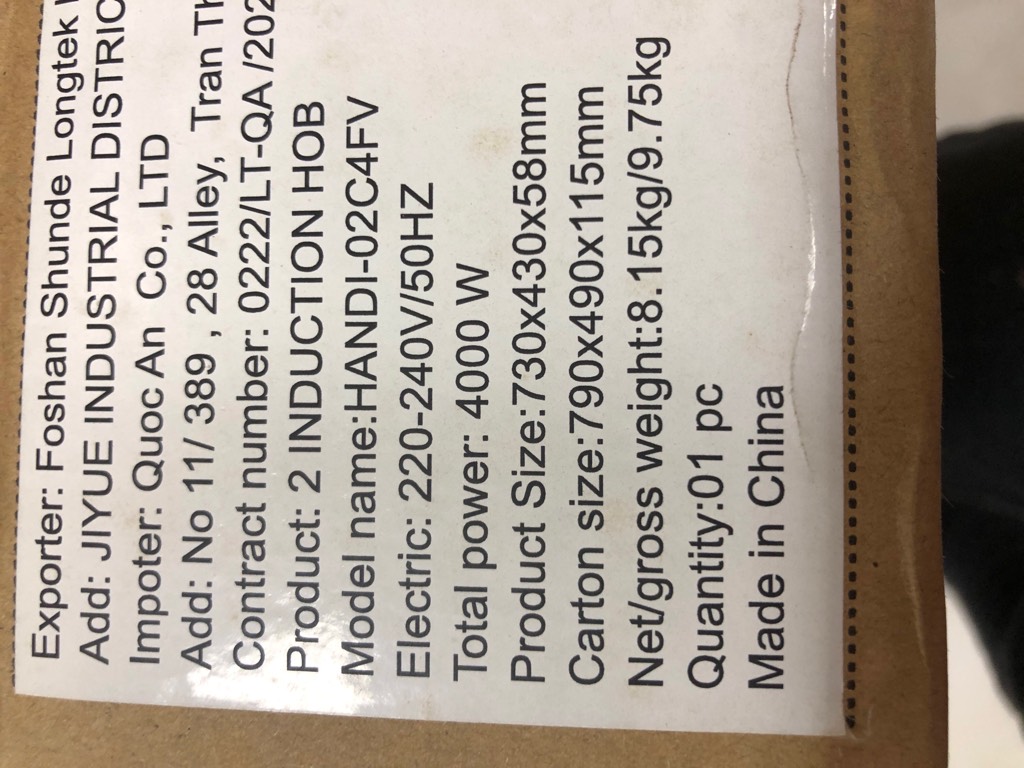 Exporter: Foshan Shunde Longtek
Add: JIYUE INDUSTRIAL DISTRIC
Impoter: Quoc An Co., LTD
Add: No 11/ 389 , 28 Alley, Tran Th
Contract number: 0222/LT-QA /202
Product: 2 INDUCTION HOB
Model name:HANDI-02C4FV
Electric: 220-240V/50HZ
Total power: 4000 W
Product Size:730x430x58mm
Carton size:790x490x115mm
Net/gross weight:8.15kg/9.75kg
Quantity:01 pc
Made in China